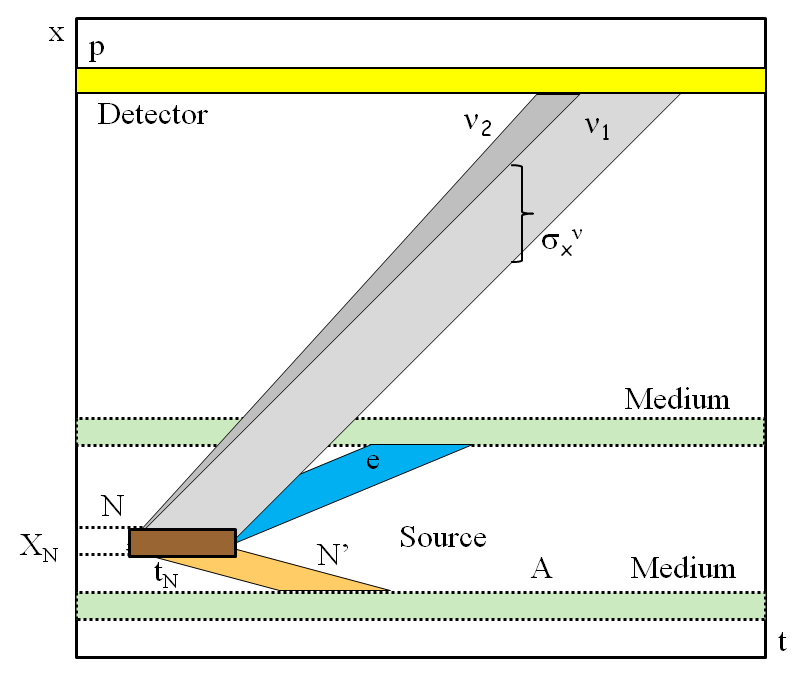 x
p
Detector
ν2
ν1
σxν
Medium
e
N
Source
XN
N’
tN
A
Medium
t